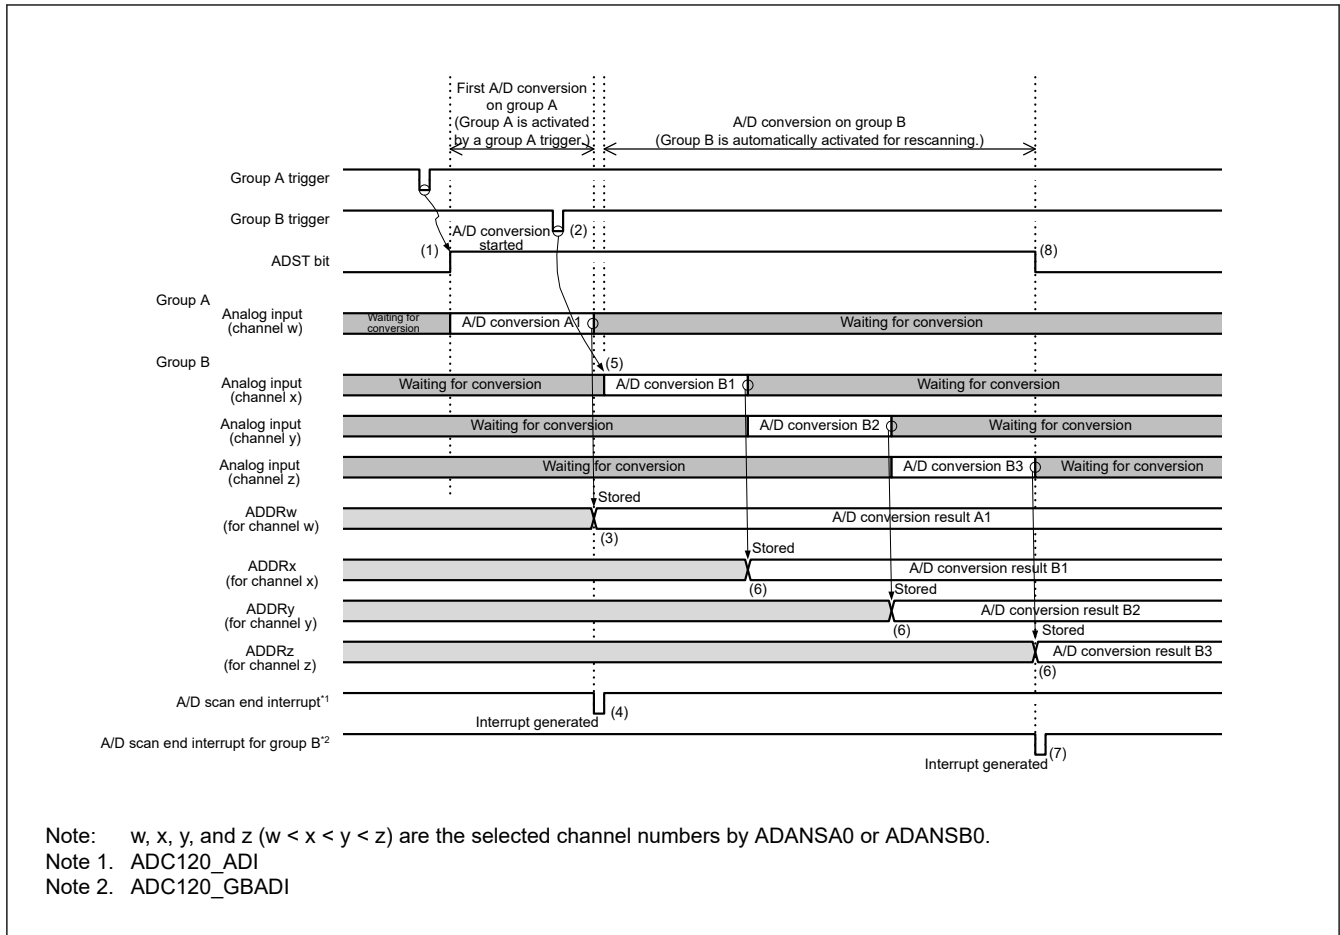 First A/D conversion
on group A
(Group A is activated
by a group A trigger.)
A/D conversion on group B
(Group B is automatically activated for rescanning.)
Group A trigger
Group B trigger
(2)
A/D conversion
started
(1)
(8)
ADST bit
Group A
Analog input
(channel w)
Waiting for
conversion
A/D conversion A1
Waiting for conversion
Group B
(5)
Analog input
(channel x)
Waiting for conversion
A/D conversion B1
Waiting for conversion
Analog input
(channel y)
Waiting for conversion
A/D conversion B2
Waiting for conversion
Analog input
(channel z)
Waiting for conversion
A/D conversion B3
Waiting for conversion
Stored
ADDRw
(for channel w)
A/D conversion result A1
(3)
Stored
ADDRx
(for channel x)
A/D conversion result B1
(6)
Stored
ADDRy
(for channel y)
A/D conversion result B2
(6)
Stored
ADDRz
(for channel z)
A/D conversion result B3
(6)
A/D scan end interrupt*1
(4)
Interrupt generated
A/D scan end interrupt for group B*2
(7)
Interrupt generated
Note: w, x, y, and z (w < x < y < z) are the selected channel numbers by ADANSA0 or ADANSB0.
Note 1. ADC120_ADI
Note 2. ADC120_GBADI